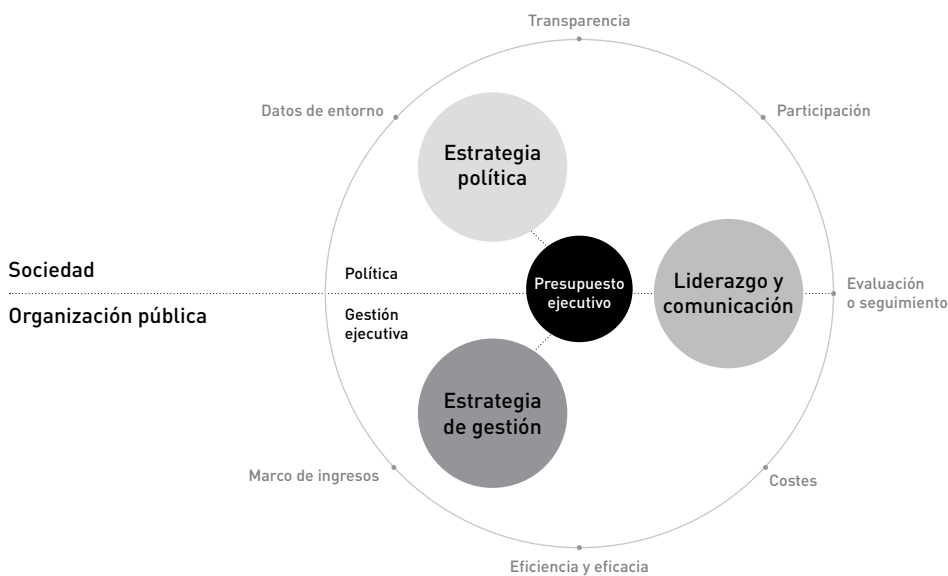 Transparencia
Datos de entorno
Participación
Estrategia
política
Sociedad
Organización pública
Política
Gestión
ejecutiva
Presupuesto
ejecutivo
Liderazgo y
comunicación
Evaluación
o seguimiento
Estrategia
de gestión
Marco de ingresos
Costes
Eficiencia y eficacia